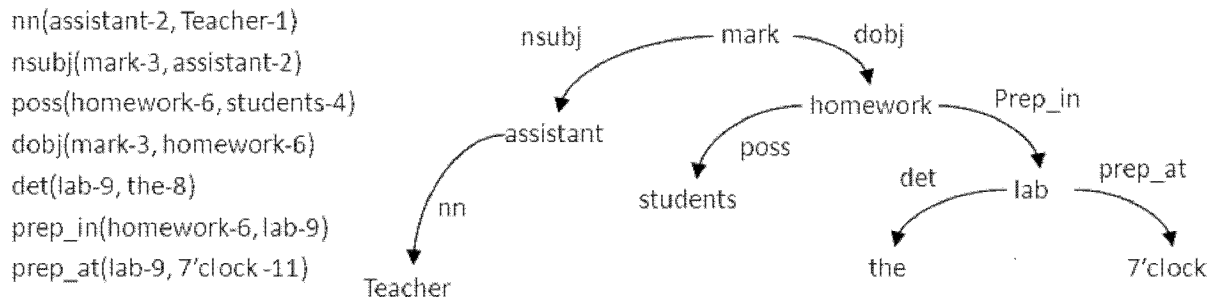 nn(assistant-2, Teacher-1)
nsubj(mark-3, assistant-2)
poss(homework-6, students-4)
dobj(mark-3, homework-6)
det(lab-9, the-8)
prep_in(homework-6, lab-9)
prep_at(lab-9, 7'clock -11)
nsubj mark dobj
homework Prep_in
assistant
poss
students
det lab prep_at
nn
the 7'clock
Teacher